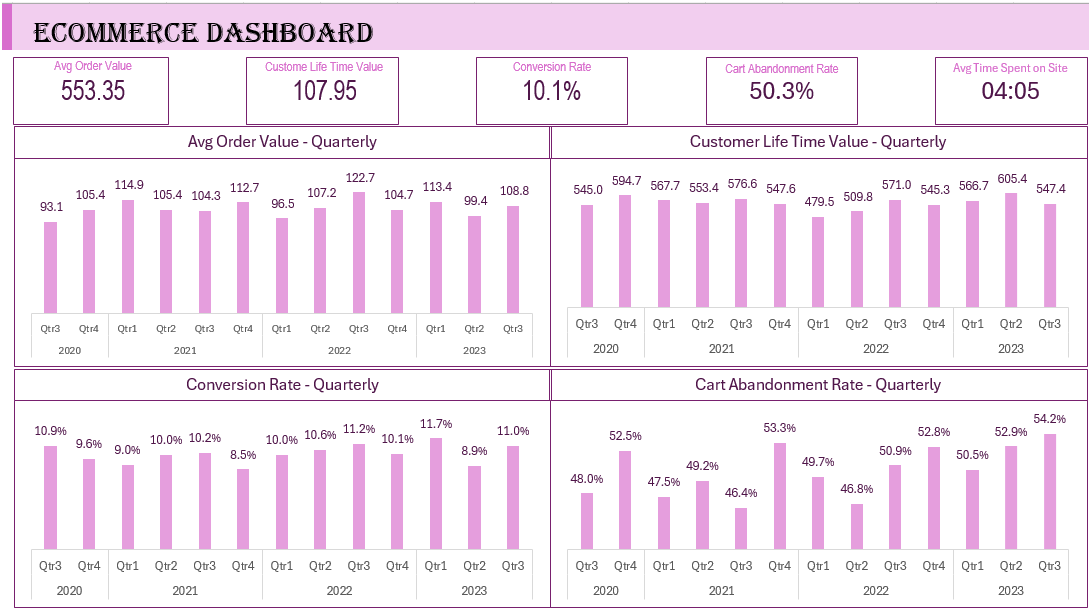 ECOMMERCE DASHBOARD
Avg Order Value
553.35
Custome Life Time Value
107.95
Conversion Rate
10.1%
Cart Abandonment Rate
50.3%
Avg Time Spent on Site
04:05
Avg Order Value - Quarterly
93.1 105.4 114.9 105.4 104.3 112.7 96.5 107.2 122.7 104.7 113.4 99.4 108.8
Qtr3 Qtr4 Qtr1 Qtr2 Qtr3 Qtr4 Qtr1 Qtr2 Qtr3 Qtr4 Qtr1 Qtr2 Qtr3
2020 2021 2022 2023
Customer Life Time Value - Quarterly
545.0 594.7 567.7 553.4 576.6 547.6 479.5 509.8 571.0 545.3 566.7 605.4 547.4
Qtr3 Qtr4 Qtr1 Qtr2 Qtr3 Qtr4 Qtr1 Qtr2 Qtr3 Qtr4 Qtr1 Qtr2 Qtr3
2020 2021 2022 2023
Conversion Rate - Quarterly
10.9% 9.6% 9.0% 10.0% 10.2% 8.5% 10.0% 10.6% 11.2% 10.1% 11.7% 8.9% 11.0%
Qtr3 Qtr4 Qtr1 Qtr2 Qtr3 Qtr4 Qtr1 Qtr2 Qtr3 Qtr4 Qtr1 Qtr2 Qtr3
2020 2021 2022 2023
Cart Abandonment Rate - Quarterly
48.0% 52.5% 47.5% 49.2% 46.4% 53.3% 49.7% 46.8% 50.9% 52.8% 50.5% 52.9% 54.2%
Qtr3 Qtr4 Qtr1 Qtr2 Qtr3 Qtr4 Qtr1 Qtr2 Qtr3 Qtr4 Qtr1 Qtr2 Qtr3
2020 2021 2022 2023